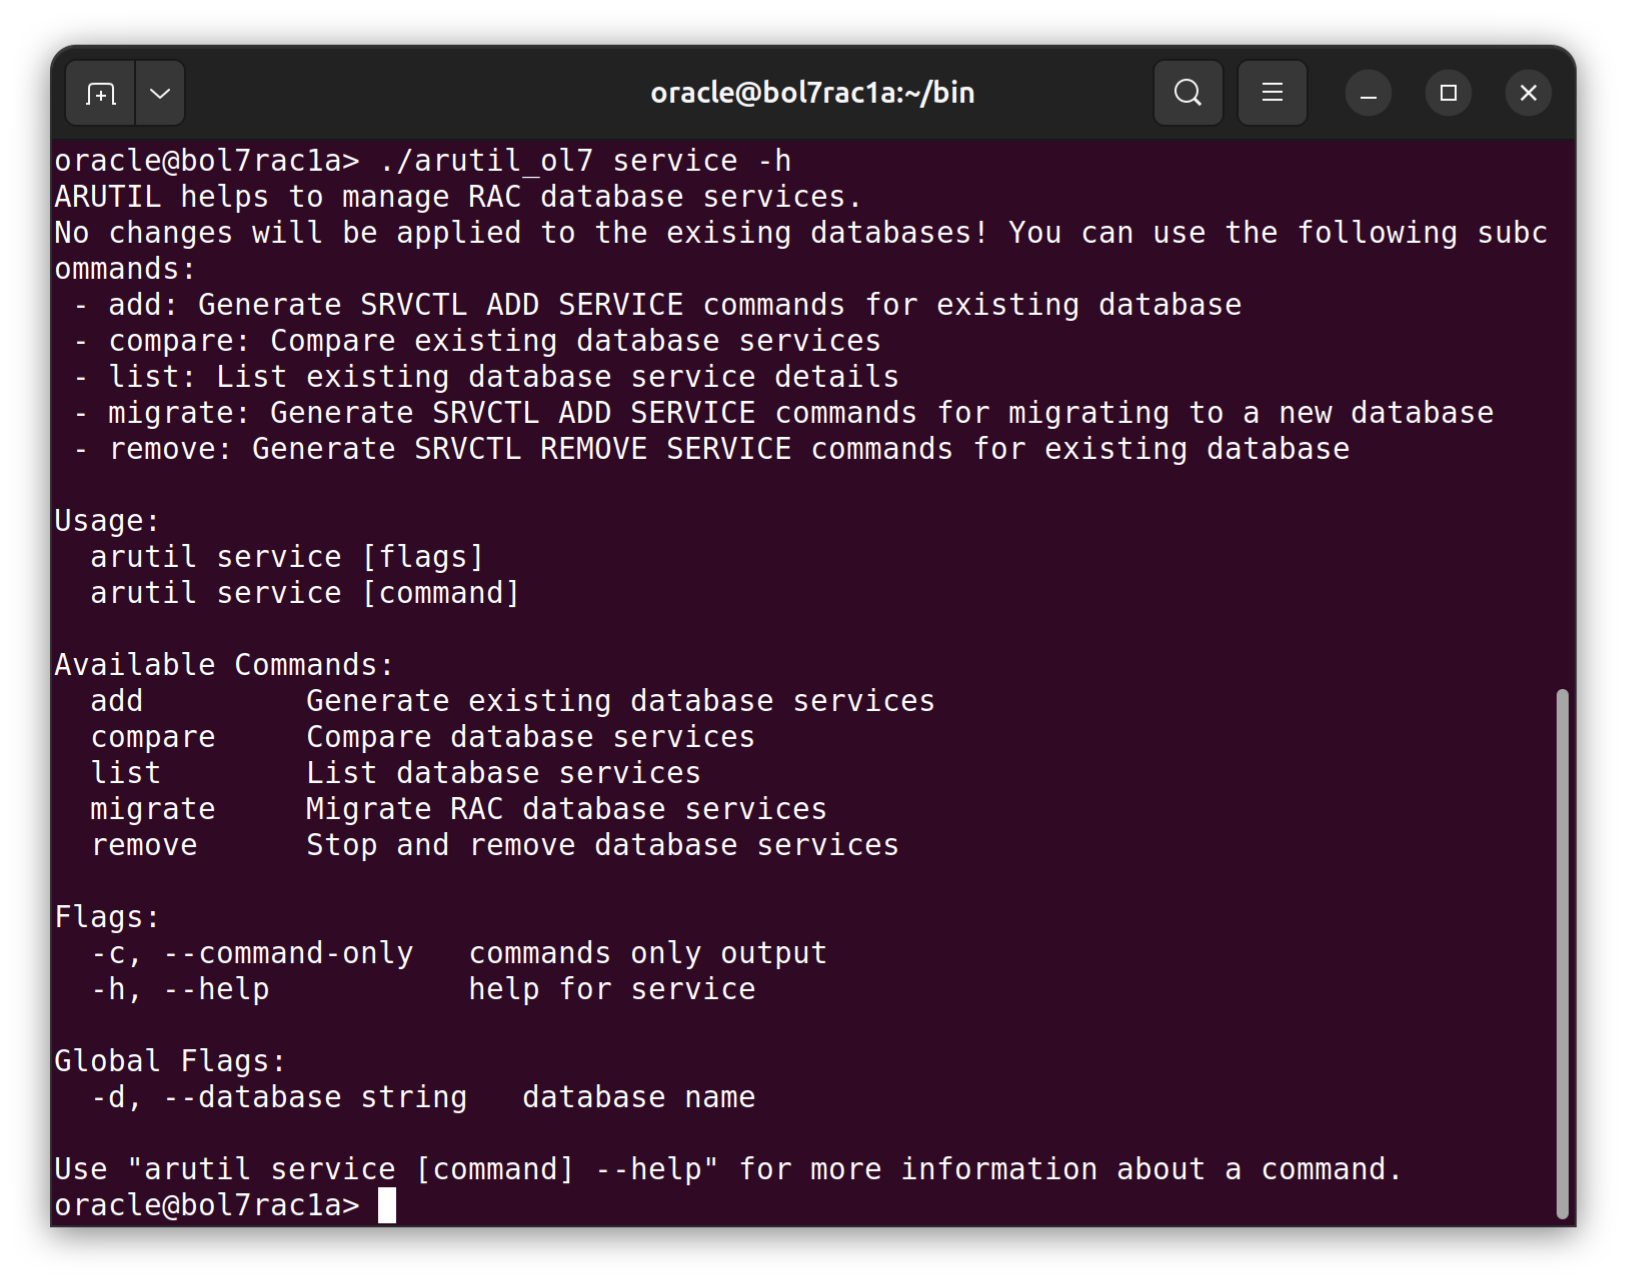 oracle@bol7rac1a:~/bin
oracle@bol7rac1a> ./arutil_ol7 service -h
ARUTIL helps to manage RAC database services.
No changes will be applied to the exising databases! You can use the following subc
ommands:
 - add: Generate SRVCTL ADD SERVICE commands for existing database
 - compare: Compare existing database services
 - list: List existing database service details
 - migrate: Generate SRVCTL ADD SERVICE commands for migrating to a new database
 - remove: Generate SRVCTL REMOVE SERVICE commands for existing database

Usage:
  arutil service [flags]
  arutil service [command]

Available Commands:
  add         Generate existing database services
  compare     Compare database services
  list        List database services
  migrate     Migrate RAC database services
  remove      Stop and remove database services

Flags:
  -c, --command-only   commands only output
  -h, --help           help for service

Global Flags:
  -d, --database string   database name

Use "arutil service [command] --help" for more information about a command.
oracle@bol7rac1a>